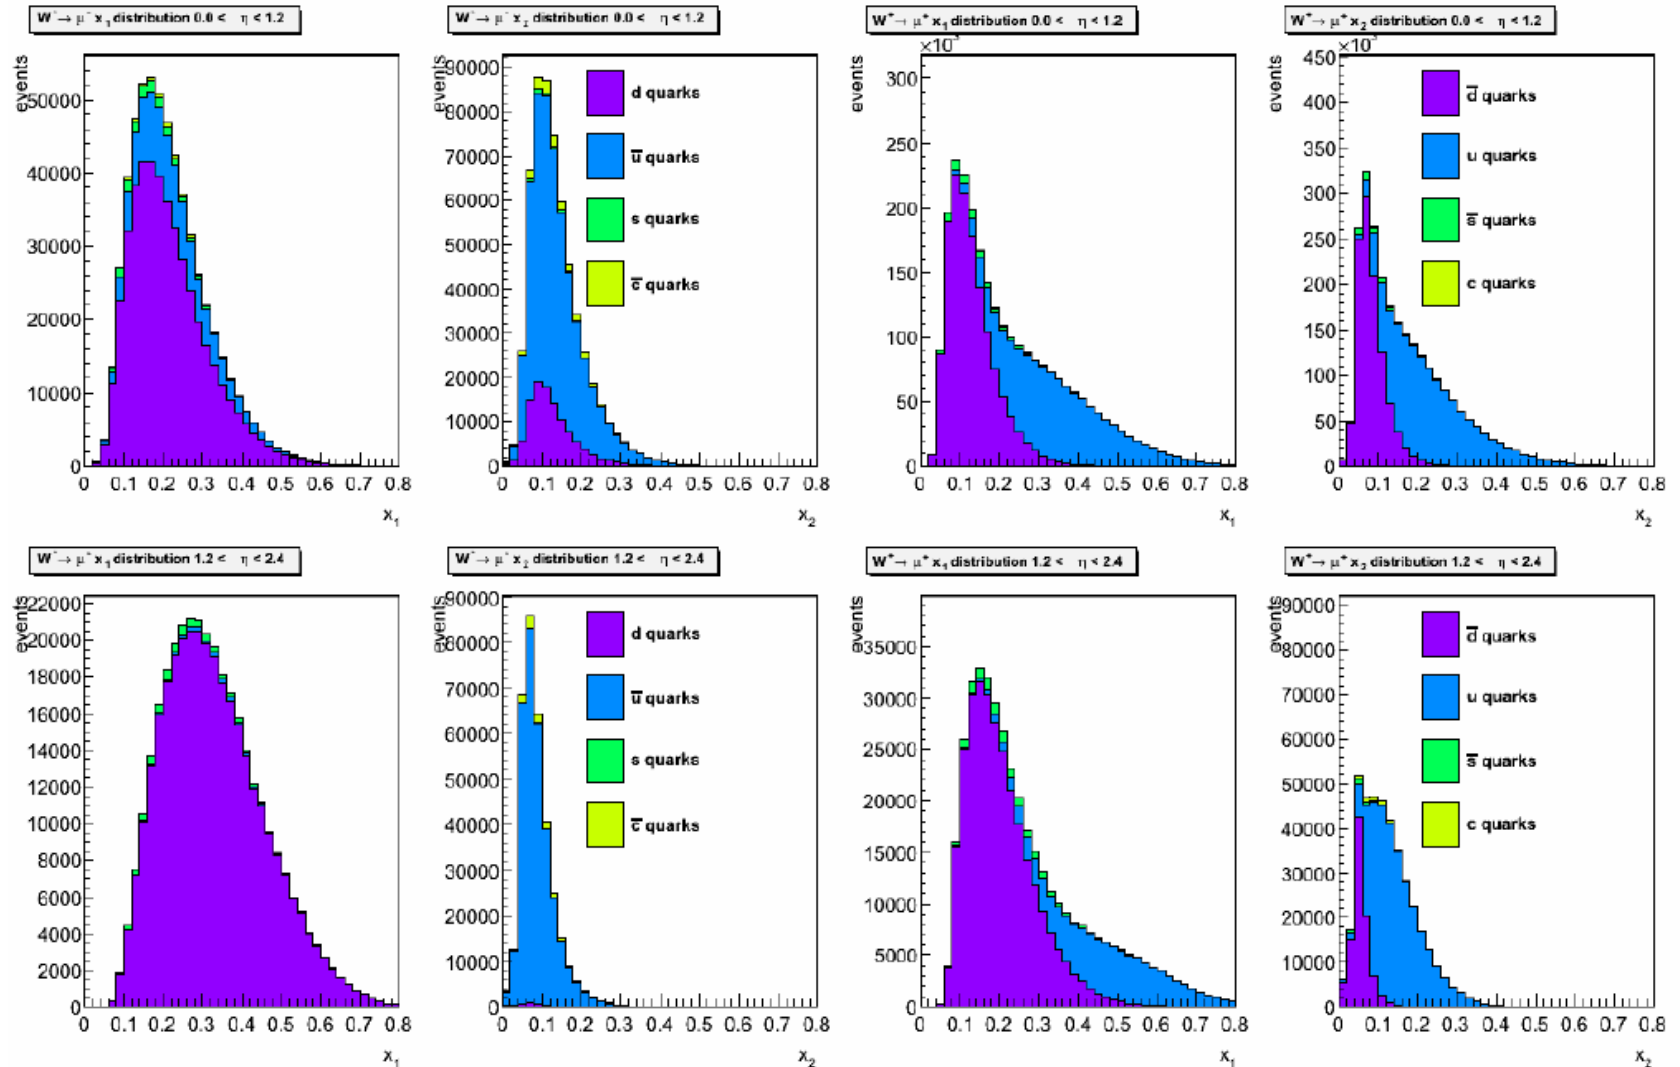 W⁻→ μ⁻ x₁ distribution 0.0 < η < 1.2
events
50000
40000
30000
20000
10000
0
0 0.1 0.2 0.3 0.4 0.5 0.6 0.7 0.8
x₁
W⁻→ μ⁻ x₂ distribution 0.0 < η < 1.2
events
90000
80000
70000
60000
50000
40000
30000
20000
10000
0
d quarks
u̅ quarks
s quarks
c̅ quarks
0 0.1 0.2 0.3 0.4 0.5 0.6 0.7 0.8
x₂
W⁺→ μ⁺ x₁ distribution 0.0 < η < 1.2
×10³
events
300
250
200
150
100
50
0
0 0.1 0.2 0.3 0.4 0.5 0.6 0.7 0.8
x₁
W⁺→ μ⁺ x₂ distribution 0.0 < η < 1.2
×10³
events
450
400
350
300
250
200
150
100
50
0
d̅ quarks
u quarks
s̅ quarks
c quarks
0 0.1 0.2 0.3 0.4 0.5 0.6 0.7 0.8
x₂
W⁻→ μ⁻ x₁ distribution 1.2 < η < 2.4
events
22000
20000
18000
16000
14000
12000
10000
8000
6000
4000
2000
0
0 0.1 0.2 0.3 0.4 0.5 0.6 0.7 0.8
x₁
W⁻→ μ⁻ x₂ distribution 1.2 < η < 2.4
events
90000
80000
70000
60000
50000
40000
30000
20000
10000
0
d quarks
u̅ quarks
s quarks
c̅ quarks
0 0.1 0.2 0.3 0.4 0.5 0.6 0.7 0.8
x₂
W⁺→ μ⁺ x₁ distribution 1.2 < η < 2.4
events
35000
30000
25000
20000
15000
10000
5000
0
0 0.1 0.2 0.3 0.4 0.5 0.6 0.7 0.8
x₁
W⁺→ μ⁺ x₂ distribution 1.2 < η < 2.4
events
90000
80000
70000
60000
50000
40000
30000
20000
10000
0
d̅ quarks
u quarks
s̅ quarks
c quarks
0 0.1 0.2 0.3 0.4 0.5 0.6 0.7 0.8
x₂